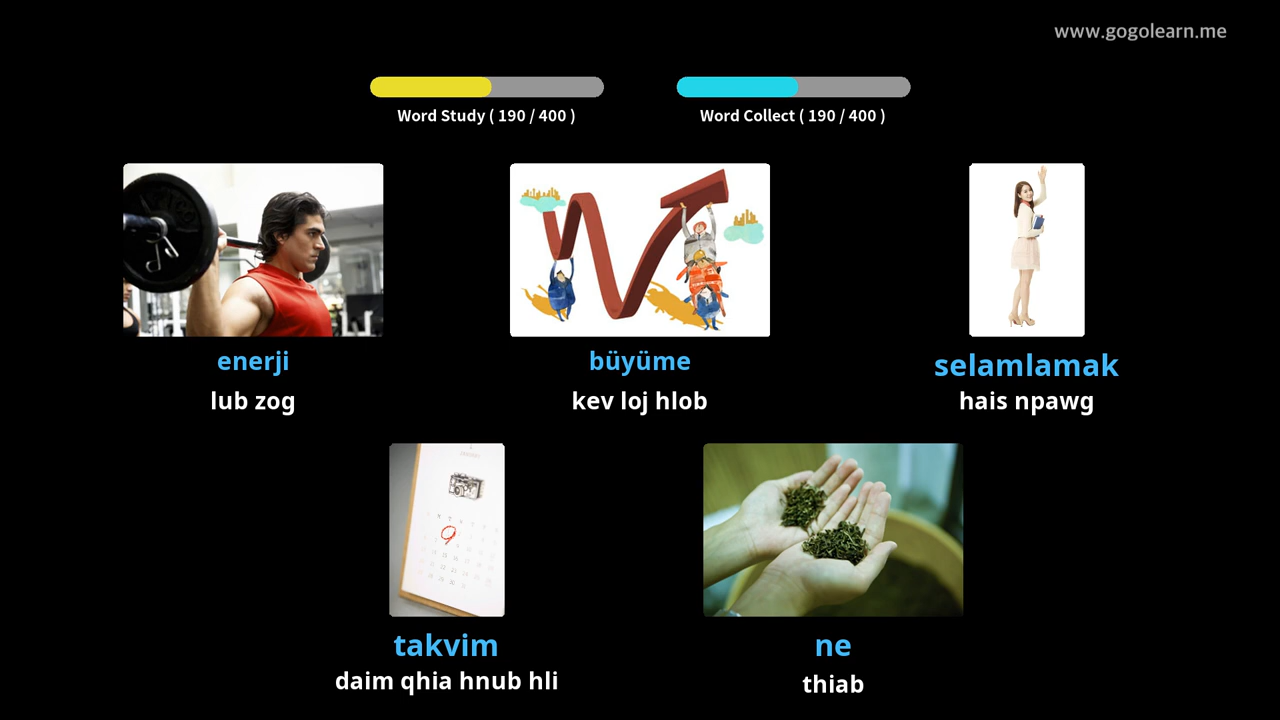 www.gogolearn.me
Word Study ( 190 / 400 )
Word Collect ( 190 / 400 )
enerji
lub zog
büyüme
kev loj hlob
selamlamak
hais npawg
takvim
daim qhia hnub hli
ne
thiab